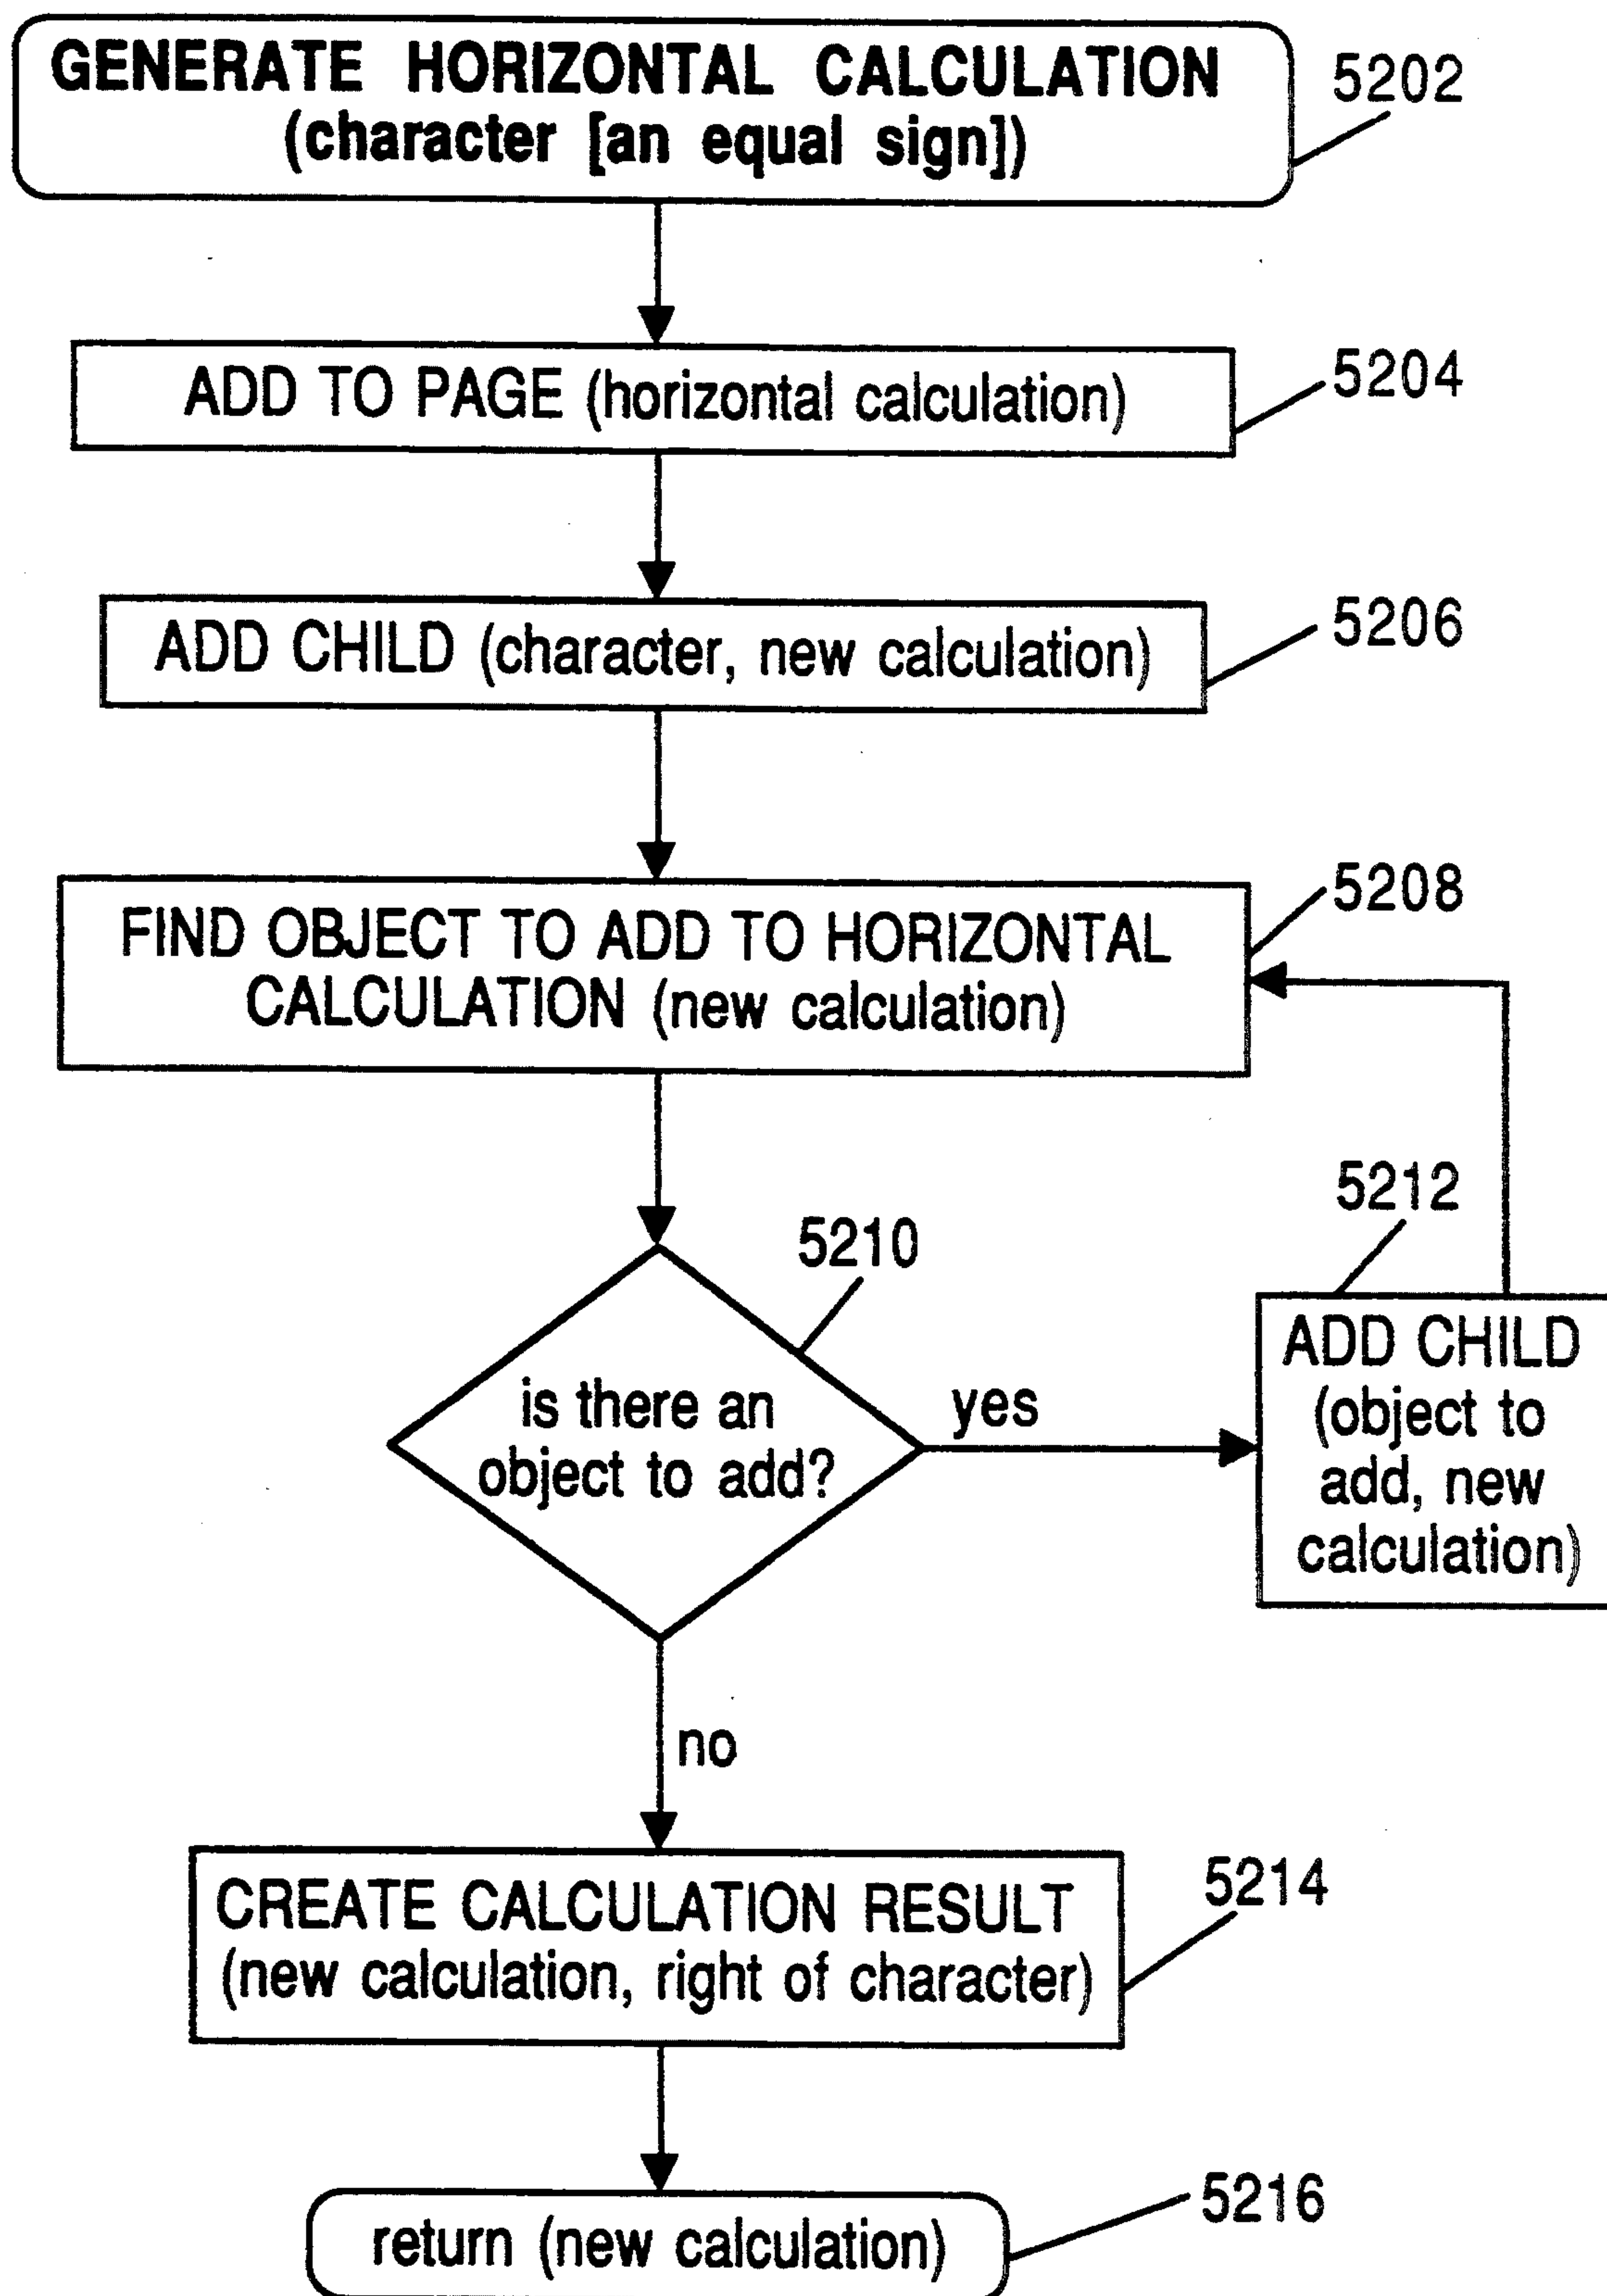 GENERATE HORIZONTAL CALCULATION
(character [an equal sign])
5202
ADD TO PAGE (horizontal calculation)
5204
ADD CHILD (character, new calculation)
5206
FIND OBJECT TO ADD TO HORIZONTAL
CALCULATION (new calculation)
5208
is there an
object to add?
5210
yes
ADD CHILD
(object to
add, new
calculation)
5212
no
CREATE CALCULATION RESULT
(new calculation, right of character)
5214
return (new calculation)
5216